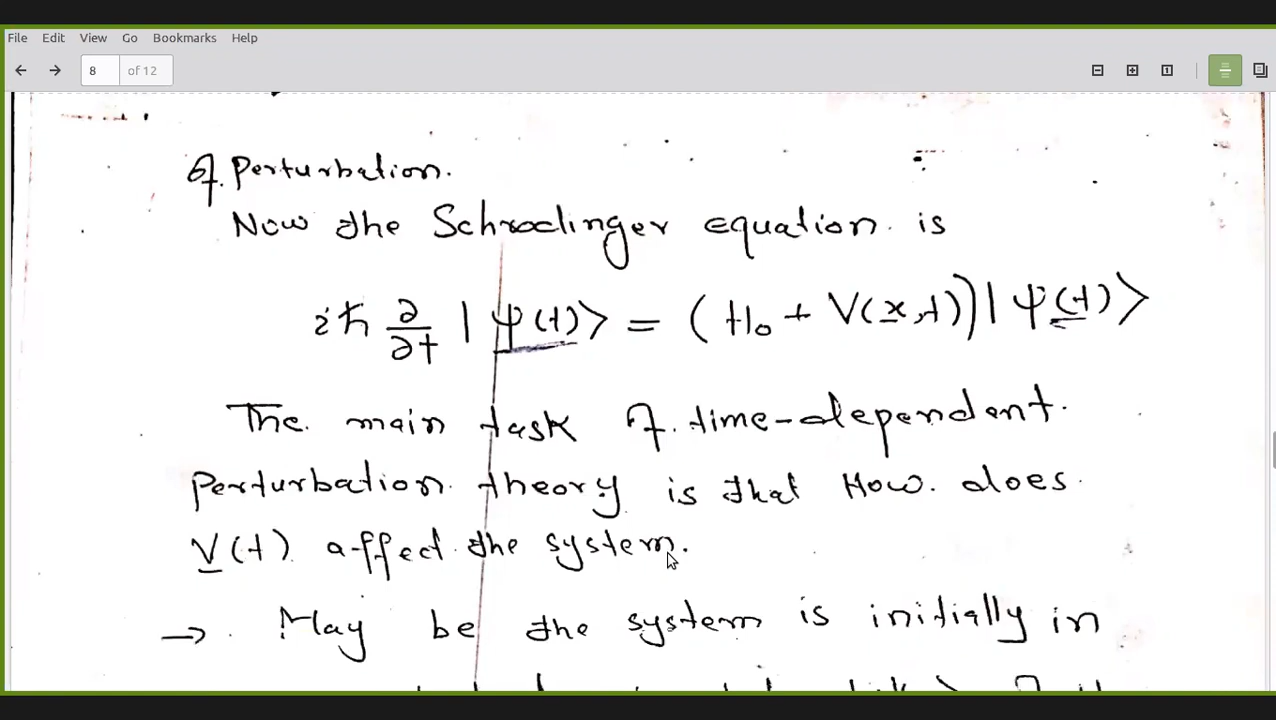 File Edit View Go Bookmarks Help
8 of 12
of perturbation.
Now the Schrodinger equation is
iℏ ∂/∂t |ψ(t)⟩ = (H₀ + V(x,t))|ψ(t)⟩
The main task of time-dependent
perturbation theory is that How does
V(t) affect the system.
→ May be the system is initially in